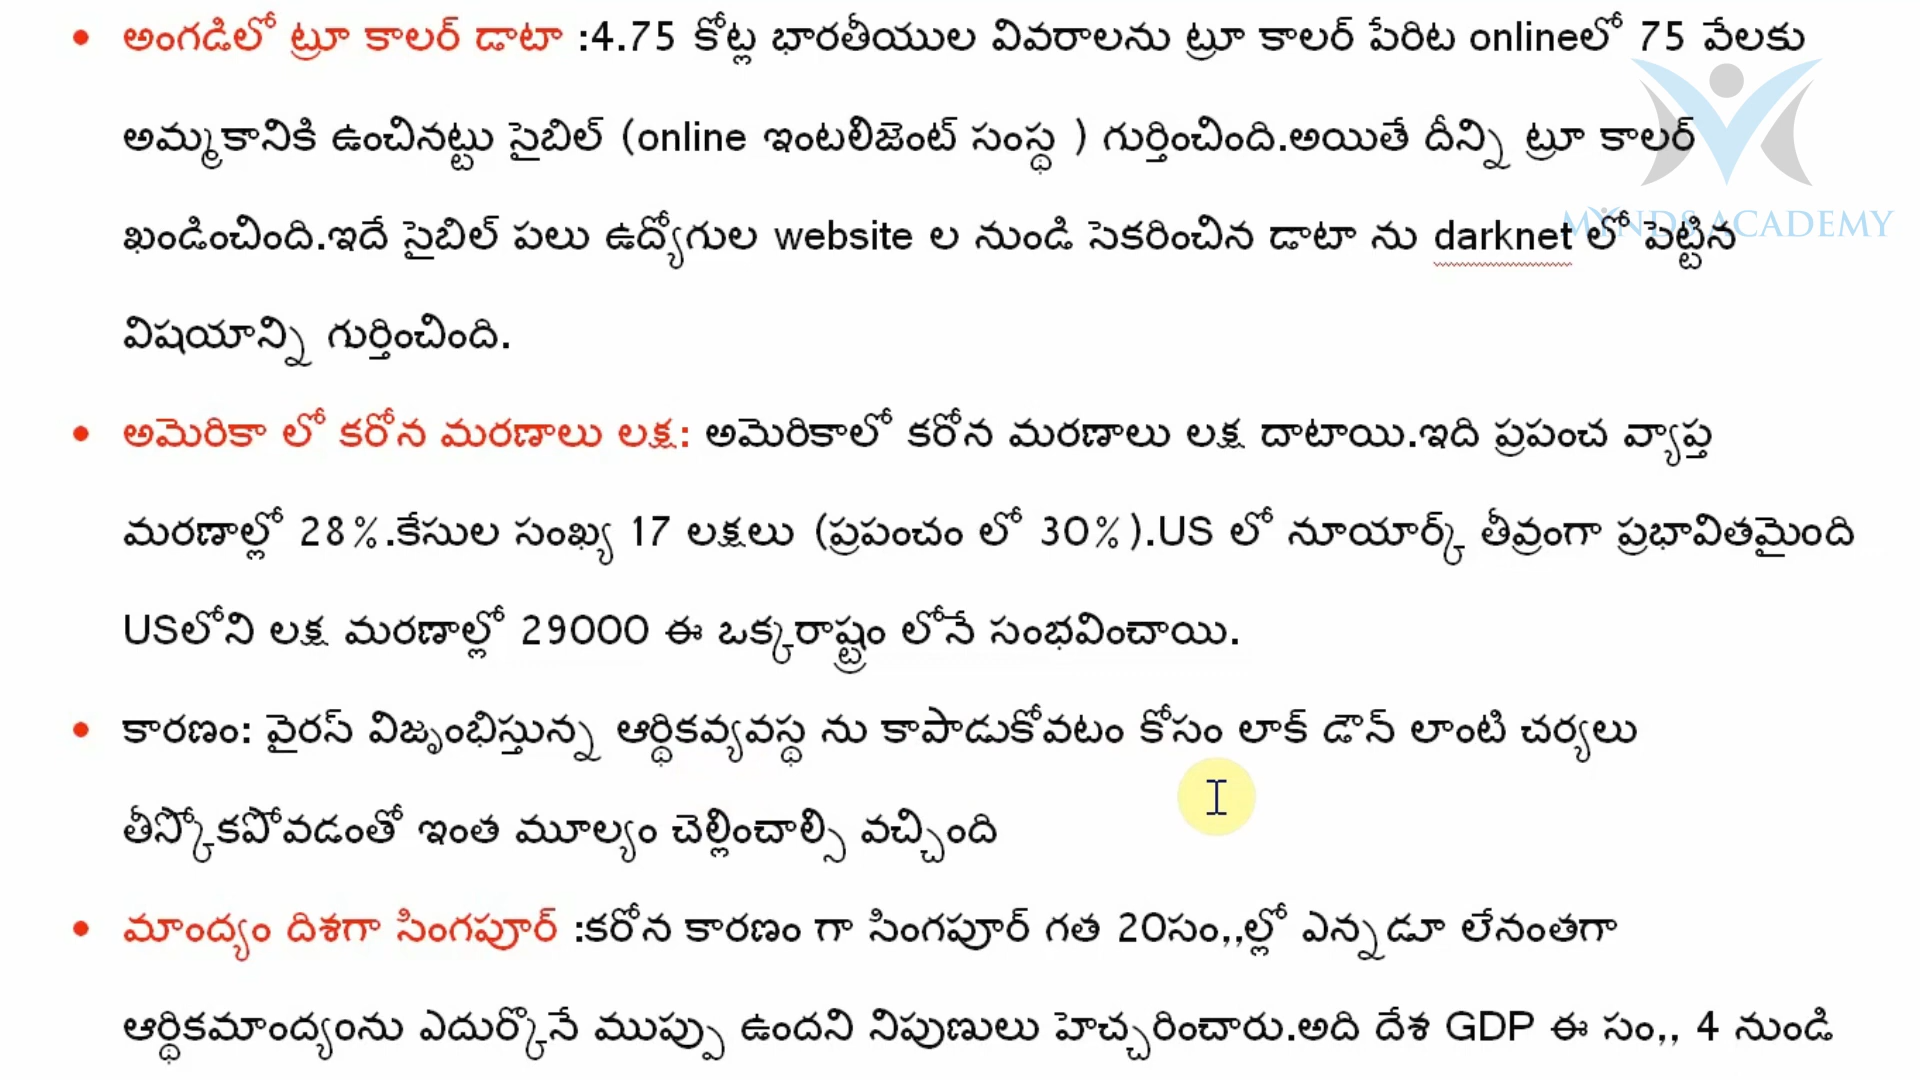 • అంగడిలో ట్రూ కాలర్ డాటా :4.75 కోట్ల భారతీయుల వివరాలను ట్రూ కాలర్ పేరిట onlineలో 75 వేలకు
అమ్మకానికి ఉంచినట్టు సైబిల్ (online ఇంటలిజెంట్ సంస్థ ) గుర్తించింది.అయితే దీన్ని ట్రూ కాలర్
ఖండించింది.ఇదే సైబిల్ పలు ఉద్యోగుల website ల నుండి సెకరించిన డాటా ను darknet లో పెట్టిన
MYNDS ACADEMY
విషయాన్ని గుర్తించింది.
• అమెరికా లో కరోన మరణాలు లక్ష: అమెరికాలో కరోన మరణాలు లక్ష దాటాయి.ఇది ప్రపంచ వ్యాప్త
మరణాల్లో 28%.కేసుల సంఖ్య 17 లక్షలు (ప్రపంచం లో 30%).US లో నూయార్క్ తీవ్రంగా ప్రభావితమైంది
USలోని లక్ష మరణాల్లో 29000 ఈ ఒక్కరాష్ట్రం లోనే సంభవించాయి.
• కారణం: వైరస్ విజృంభిస్తున్న ఆర్థికవ్యవస్థ ను కాపాడుకోవటం కోసం లాక్ డౌన్ లాంటి చర్యలు
తీస్కోకపోవడంతో ఇంత మూల్యం చెల్లించాల్సి వచ్చింది
• మాంద్యం దిశగా సింగపూర్ :కరోన కారణం గా సింగపూర్ గత 20సం,,ల్లో ఎన్నడూ లేనంతగా
ఆర్థికమాంద్యంను ఎదుర్కొనే ముప్పు ఉందని నిపుణులు హెచ్చరించారు.అది దేశ GDP ఈ సం,, 4 నుండి